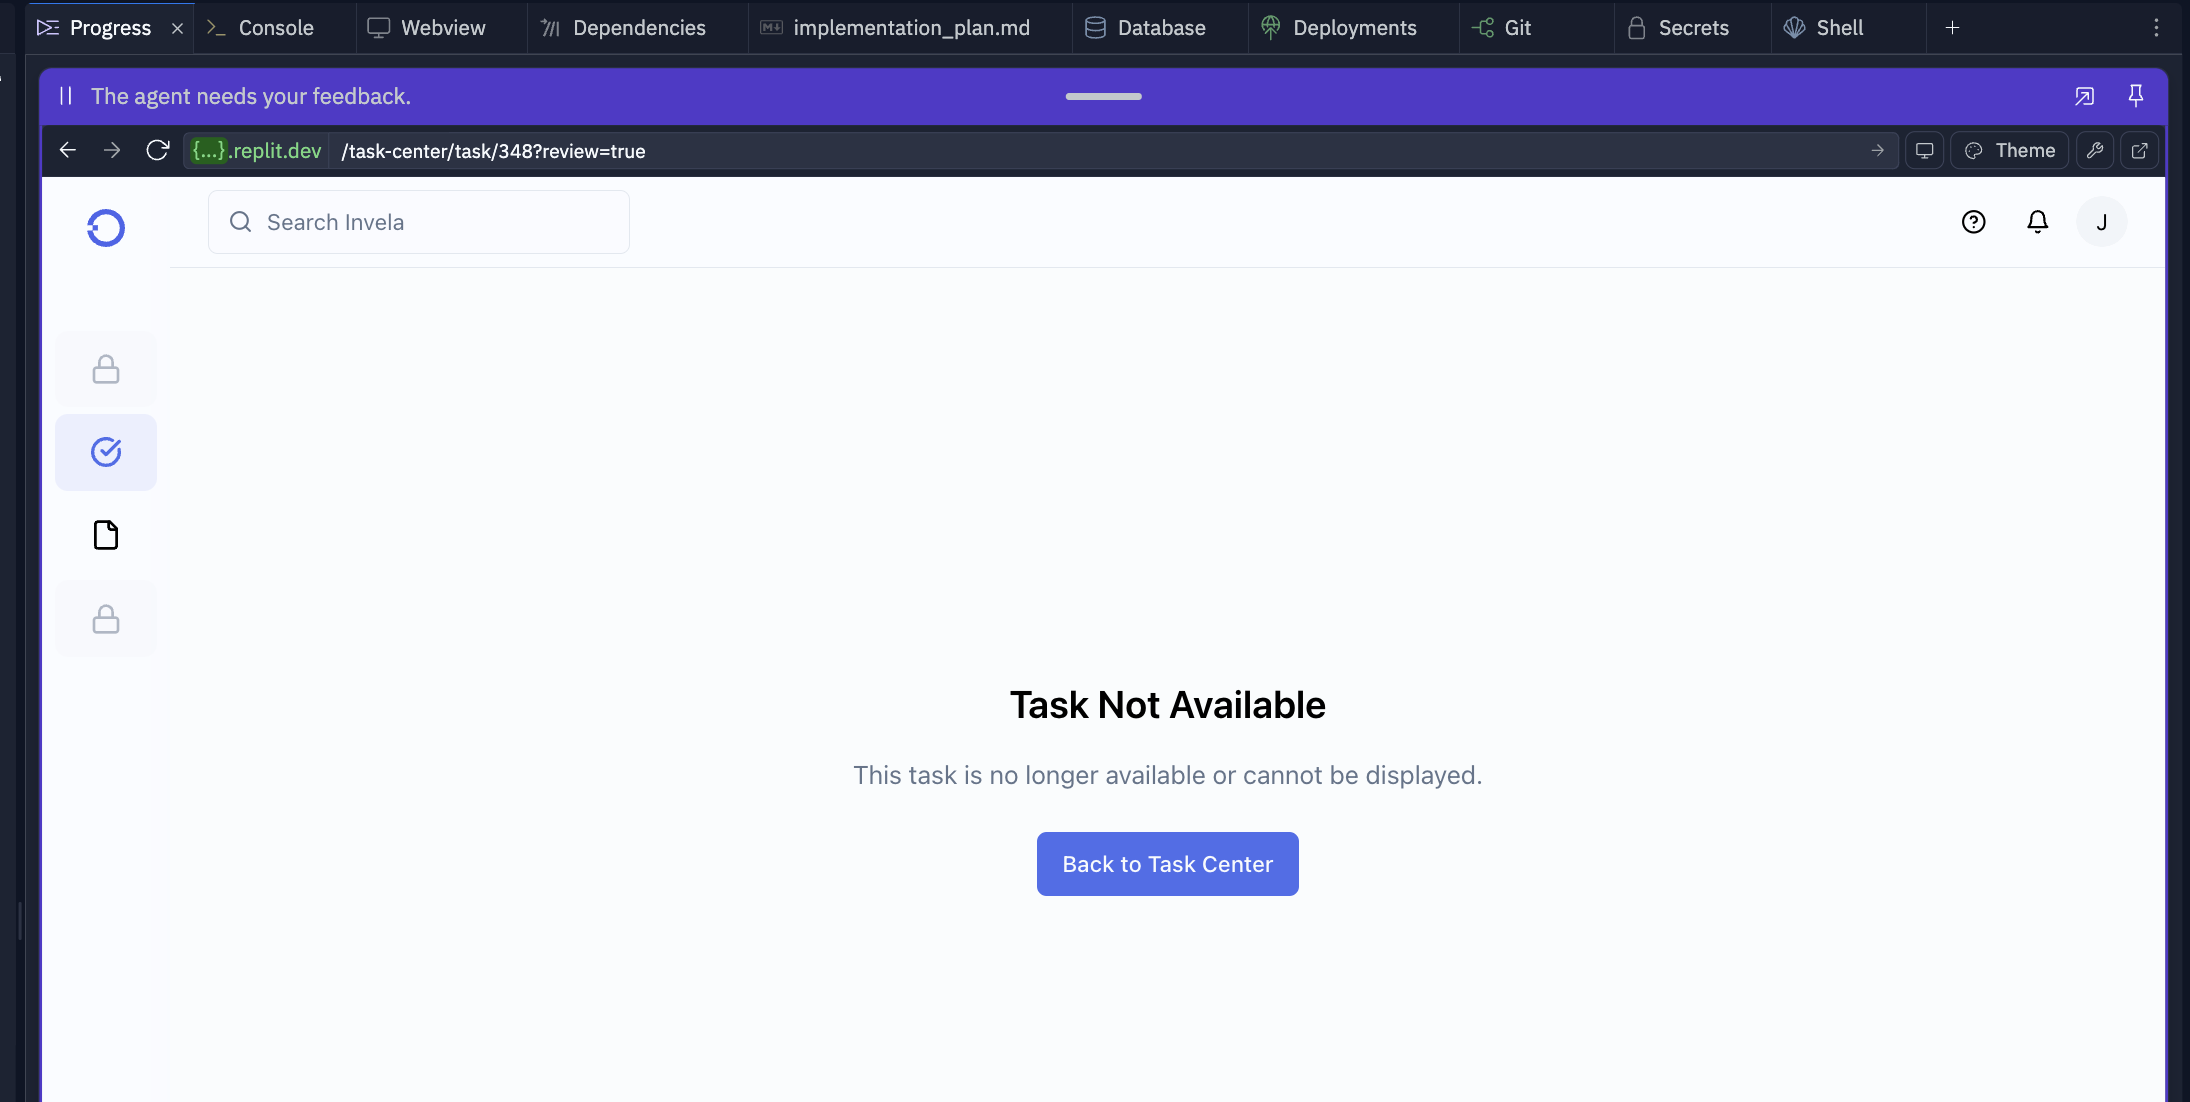 Progress
Console
Webview
Dependencies
implementation_plan.md
Database
Deployments
Git
Secrets
Shell
The agent needs your feedback.
{...}.replit.dev
/task-center/task/348?review=true
Theme
Search Invela
J
Task Not Available
This task is no longer available or cannot be displayed.
Back to Task Center